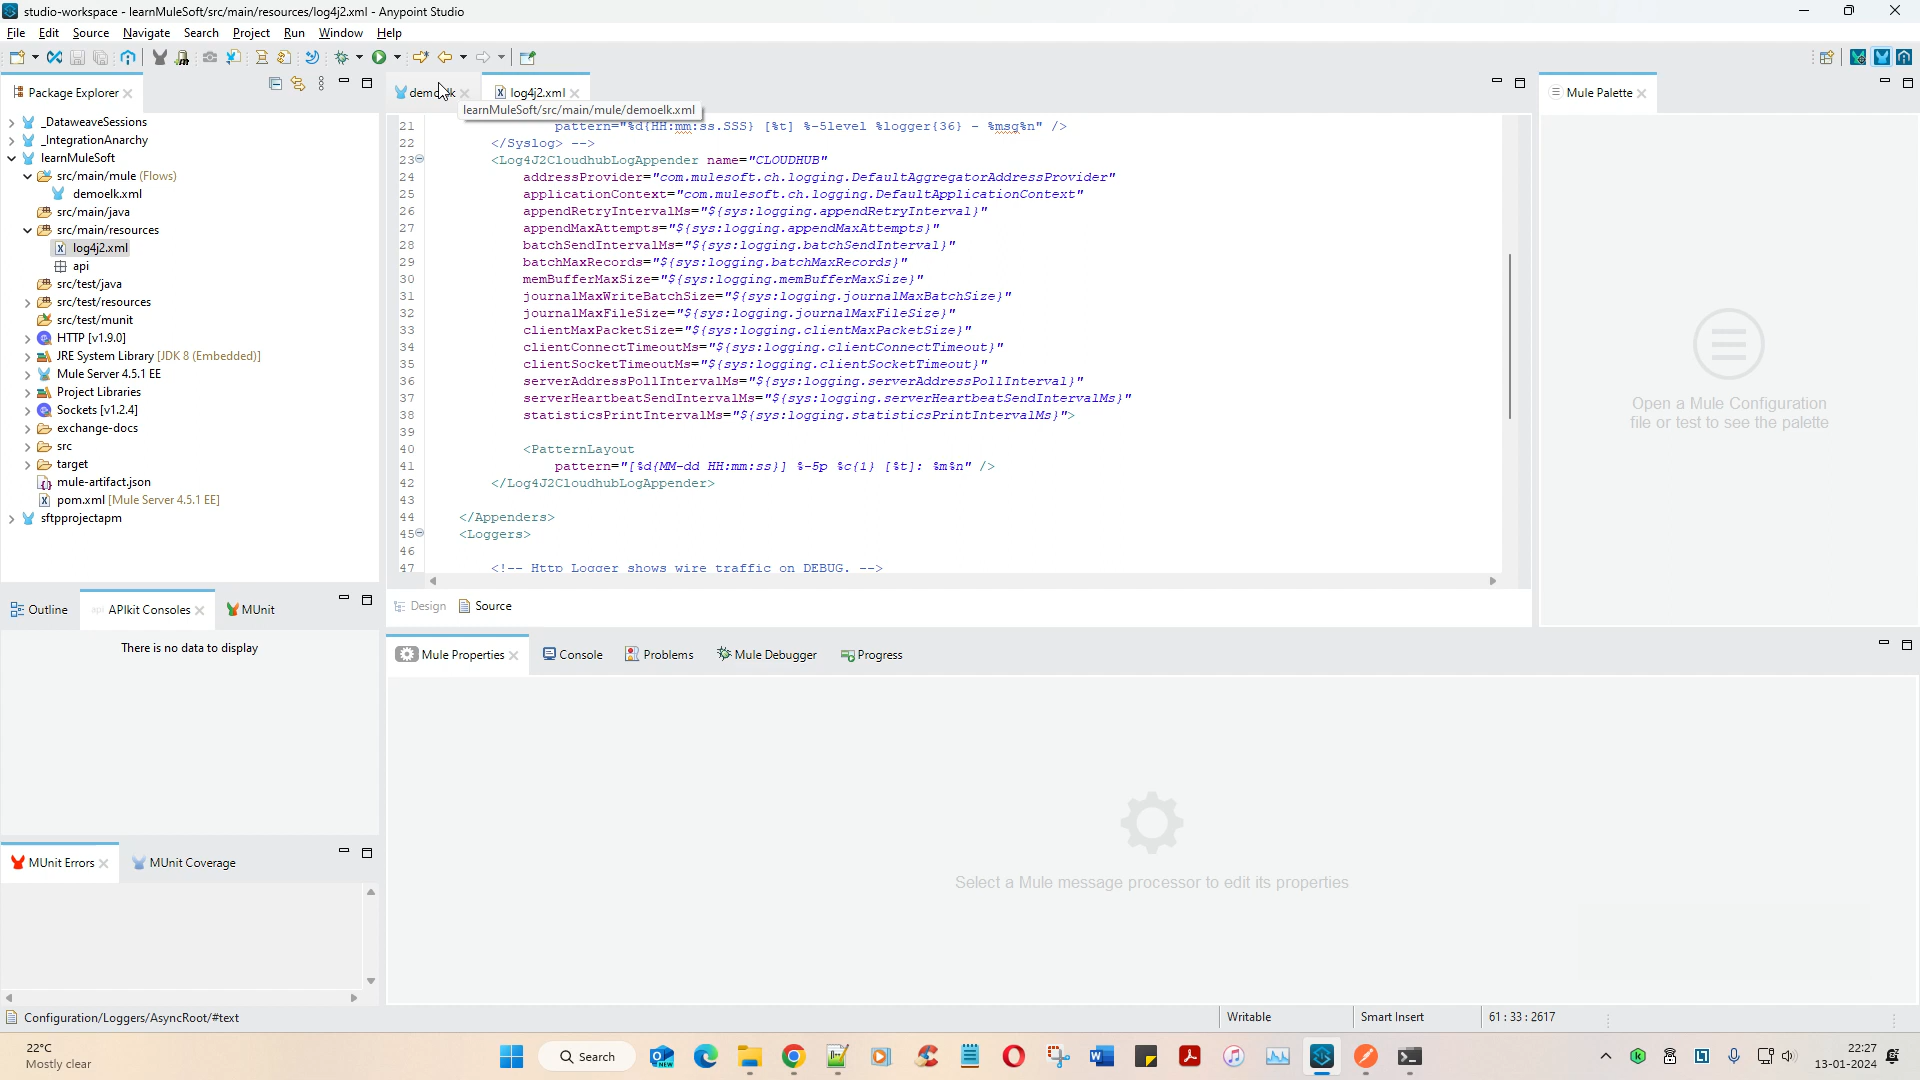 studio-workspace - learnMuleSoft/src/main/resources/log4j2.xml - Anypoint Studio
File Edit Source Navigate Search Project Run Window Help
Package Explorer
_DataweaveSessions
_IntegrationAnarchy
learnMuleSoft
src/main/mule (Flows)
demoelk.xml
src/main/java
src/main/resources
log4j2.xml
api
src/test/java
src/test/resources
src/test/munit
HTTP [v1.9.0]
JRE System Library [JDK 8 (Embedded)]
Mule Server 4.5.1 EE
Project Libraries
Sockets [v1.2.4]
exchange-docs
src
target
mule-artifact.json
pom.xml [Mule Server 4.5.1 EE]
sftpprojectapm
log4j2.xml
learnMuleSoft/src/main/mule/demoelk.xml
21 pattern="%d{HH:mm:ss.SSS} [%t] %-5level %logger{36} - %msg%n" />
22 </Syslog> -->
23 <Log4J2CloudhubLogAppender name="CLOUDHUB"
24 addressProvider="com.mulesoft.ch.logging.DefaultAggregatorAddressProvider"
25 applicationContext="com.mulesoft.ch.logging.DefaultApplicationContext"
26 appendRetryIntervalMs="${sys:logging.appendRetryInterval}"
27 appendMaxAttempts="${sys:logging.appendMaxAttempts}"
28 batchSendIntervalMs="${sys:logging.batchSendInterval}"
29 batchMaxRecords="${sys:logging.batchMaxRecords}"
30 memBufferMaxSize="${sys:logging.memBufferMaxSize}"
31 journalMaxWriteBatchSize="${sys:logging.journalMaxBatchSize}"
32 journalMaxFileSize="${sys:logging.journalMaxFileSize}"
33 clientMaxPacketSize="${sys:logging.clientMaxPacketSize}"
34 clientConnectTimeoutMs="${sys:logging.clientConnectTimeout}"
35 clientSocketTimeoutMs="${sys:logging.clientSocketTimeout}"
36 serverAddressPollIntervalMs="${sys:logging.serverAddressPollInterval}"
37 serverHeartbeatSendIntervalMs="${sys:logging.serverHeartbeatSendIntervalMs}"
38 statisticsPrintIntervalMs="${sys:logging.statisticsPrintIntervalMs}">
39
40 <PatternLayout
41 pattern="[%d{MM-dd HH:mm:ss}] %-5p %c{1} [%t]: %m%n" />
42 </Log4J2CloudhubLogAppender>
43
44 </Appenders>
45 <Loggers>
46
47 <!-- Http Logger shows wire traffic on DEBUG. -->
Design Source
Mule Palette
Open a Mule Configuration
file or test to see the palette
Outline APIkit Consoles MUnit
There is no data to display
Mule Properties Console Problems Mule Debugger Progress
Select a Mule message processor to edit its properties
MUnit Errors MUnit Coverage
Configuration/Loggers/AsyncRoot/#text
Writable Smart Insert 61 : 33 : 2617
22°C
Mostly clear
Search
22:27
13-01-2024